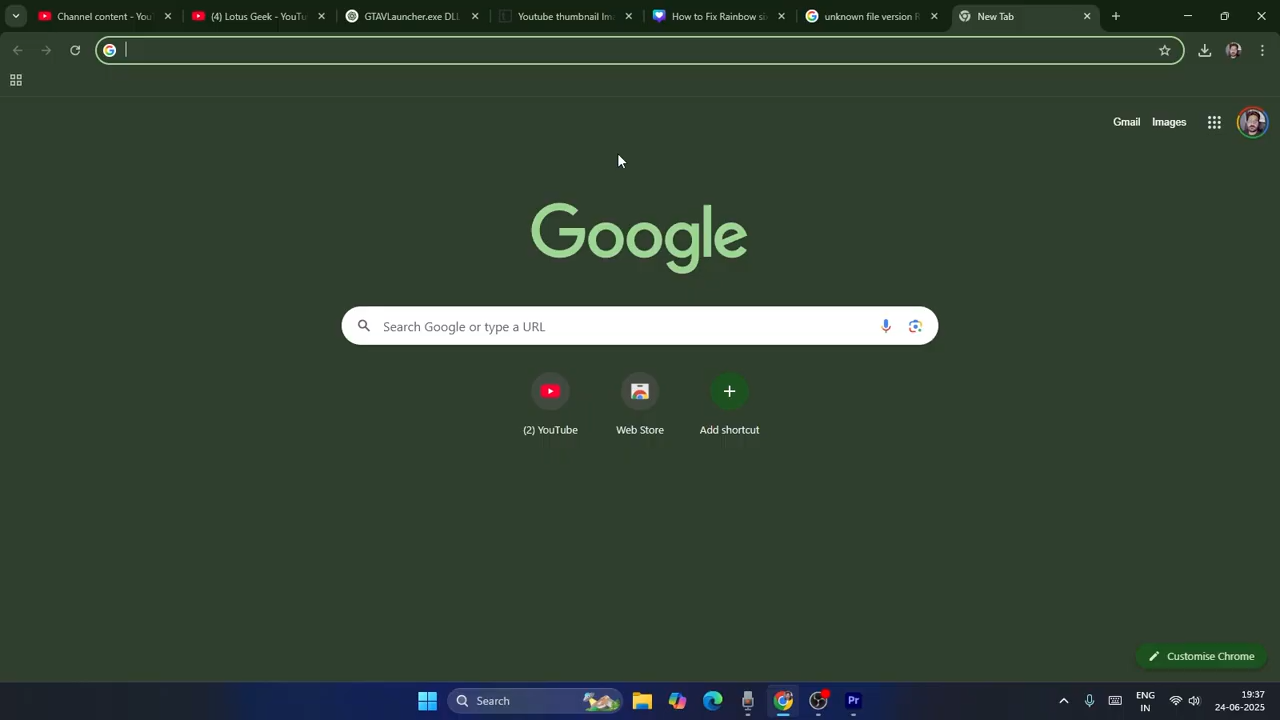 Channel content - You
(4) Lotus Geek - YouTu
GTAVLauncher.exe DLL
Youtube thumbnail Im
How to Fix Rainbow si
unknown file version R
New Tab
Gmail
Images
Google
Search Google or type a URL
(2) YouTube
Web Store
Add shortcut
Customise Chrome
Search
Pr
ENG
IN
19:37
24-06-2025